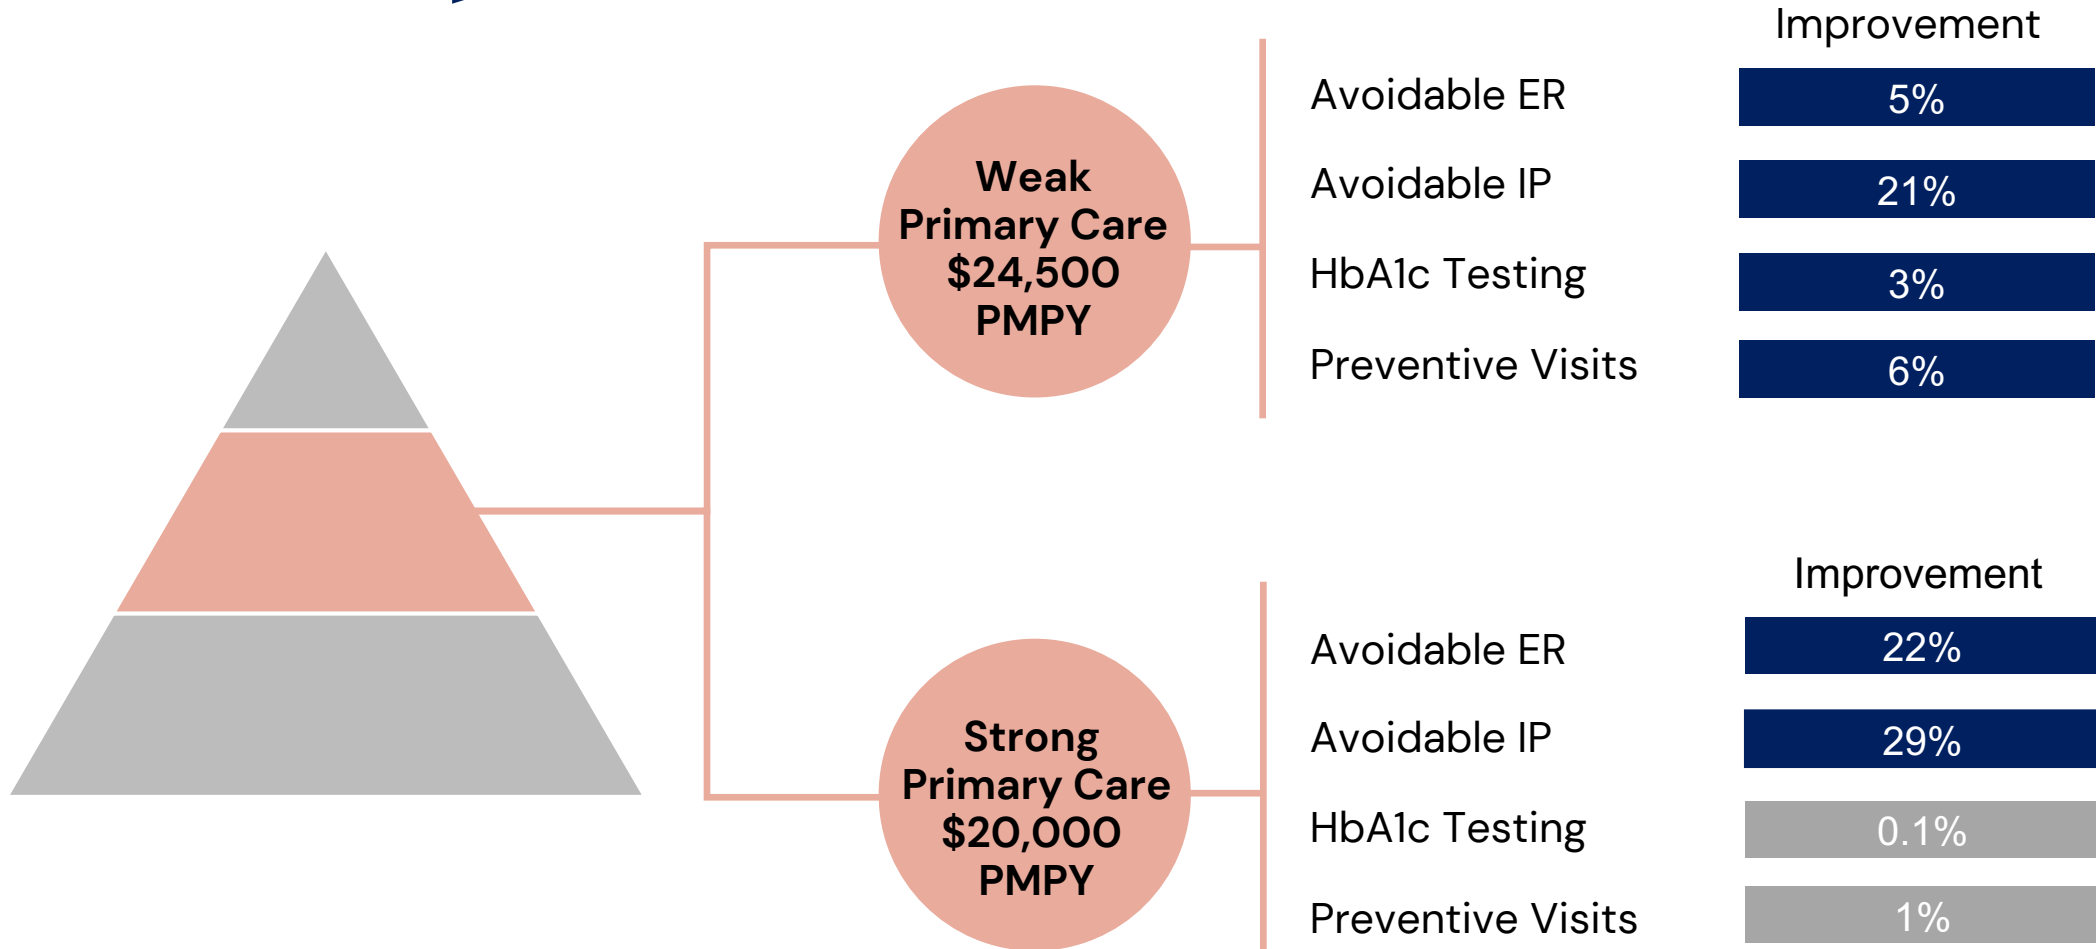 Improvement
Weak
Primary Care
$24,500
PMPY
Avoidable ER
5%
Avoidable IP
21%
HbA1c Testing
3%
Preventive Visits
6%
Improvement
Strong
Primary Care
$20,000
PMPY
Avoidable ER
22%
Avoidable IP
29%
HbA1c Testing
0.1%
Preventive Visits
1%